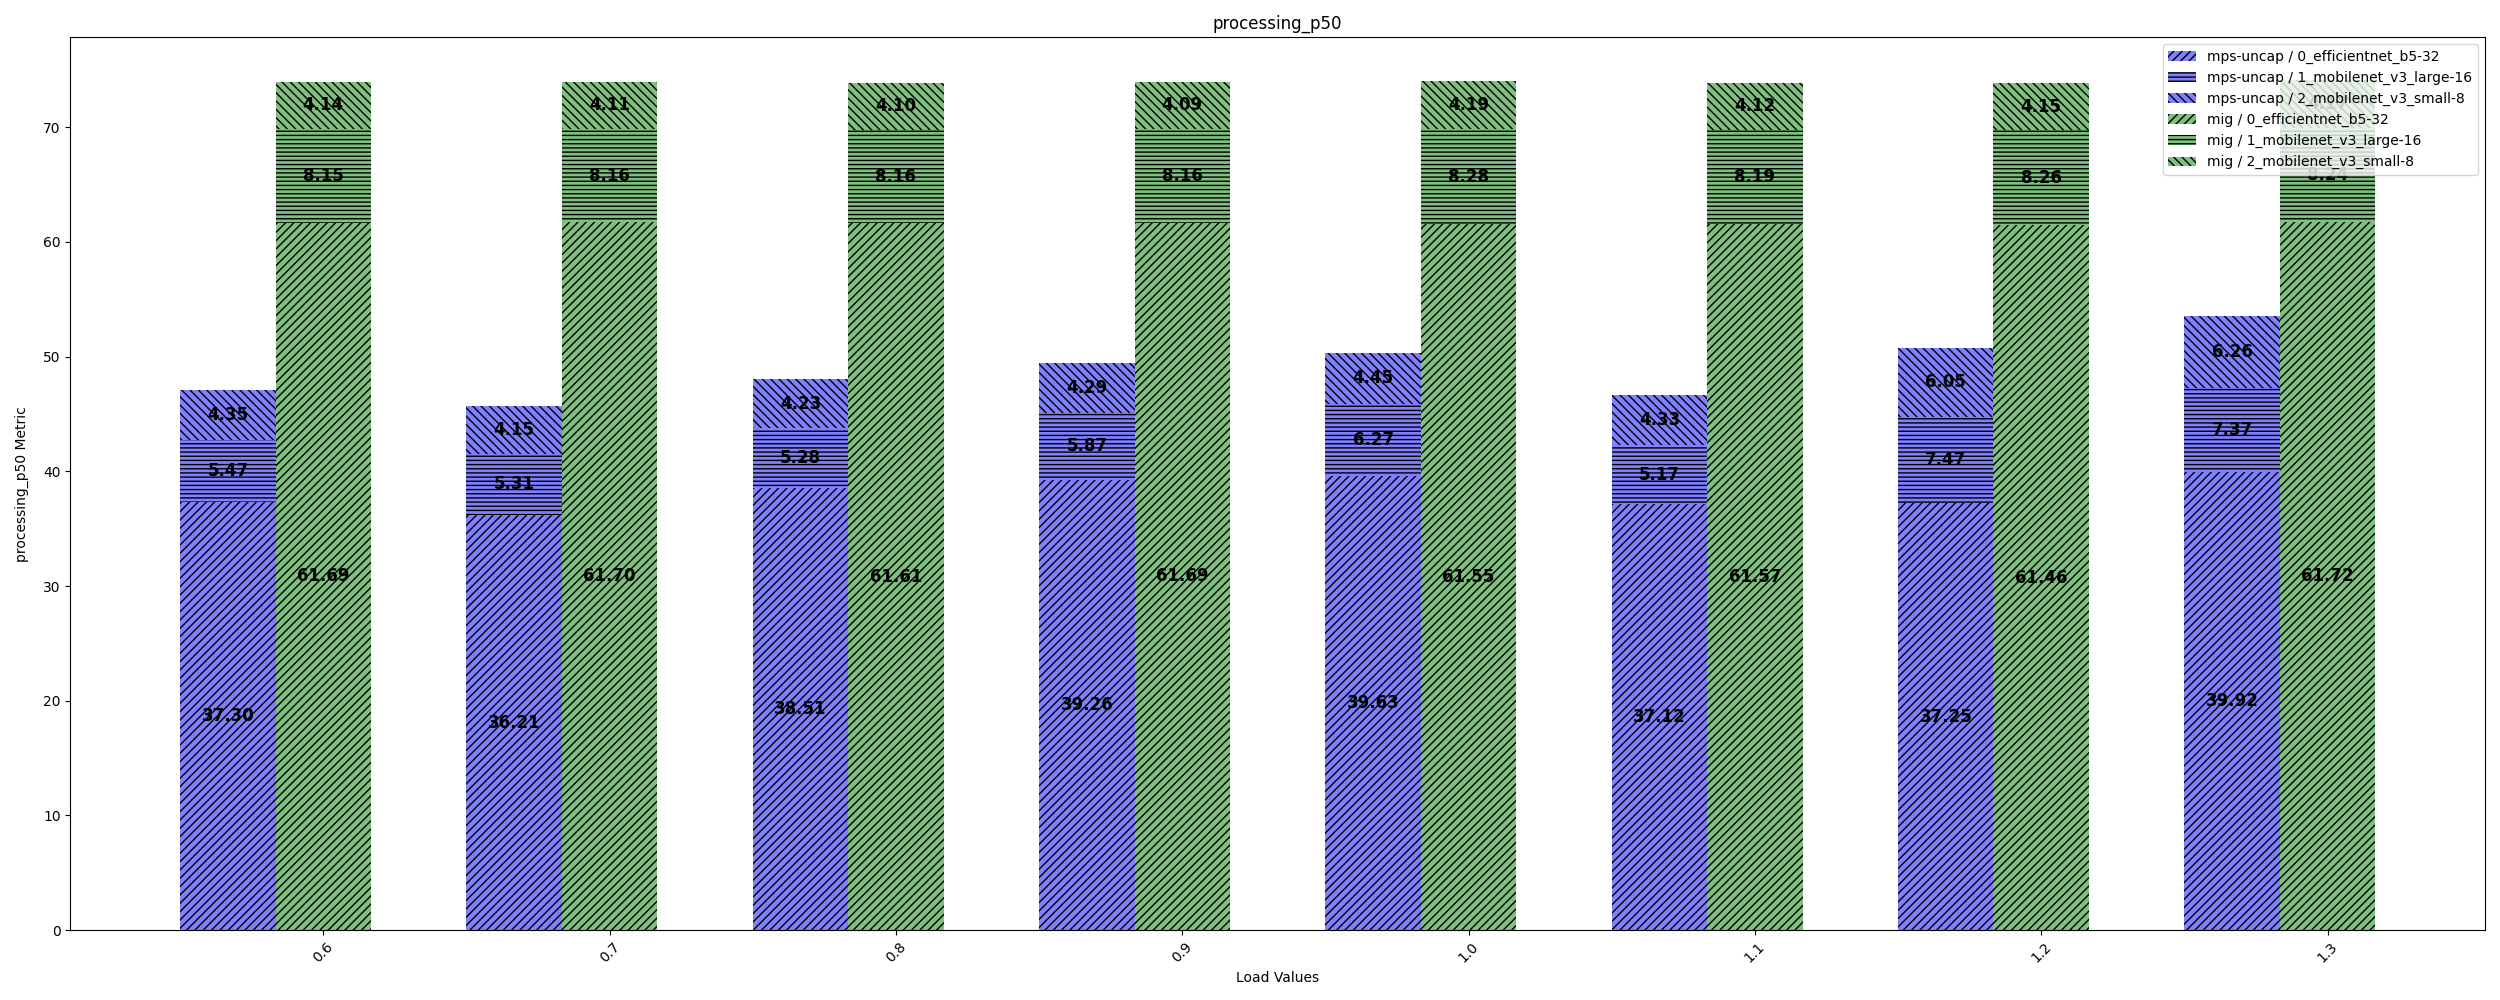 processing_p50
mps-uncap / 0_efficientnet_b5-32
mps-uncap / 1_mobilenet_v3_large-16
mps-uncap / 2_mobilenet_v3_small-8
mig / 0_efficientnet_b5-32
mig / 1_mobilenet_v3_large-16
mig / 2_mobilenet_v3_small-8
processing_p50 Metric
70
60
50
40
30
20
10
0
4.14 4.11 4.10 4.09 4.19 4.12 4.15
8.15 8.16 8.16 8.16 8.28 8.19 8.26 8.24
4.35 4.15 4.23 4.29 4.45 4.33 6.05 6.26
5.47 5.31 5.28 5.87 6.27 5.17 7.47 7.37
61.69 61.70 61.61 61.69 61.55 61.57 61.46 61.72
37.30 36.21 38.51 39.26 39.63 37.12 37.25 39.92
0.6 0.7 0.8 0.9 1.0 1.1 1.2 1.3
Load Values